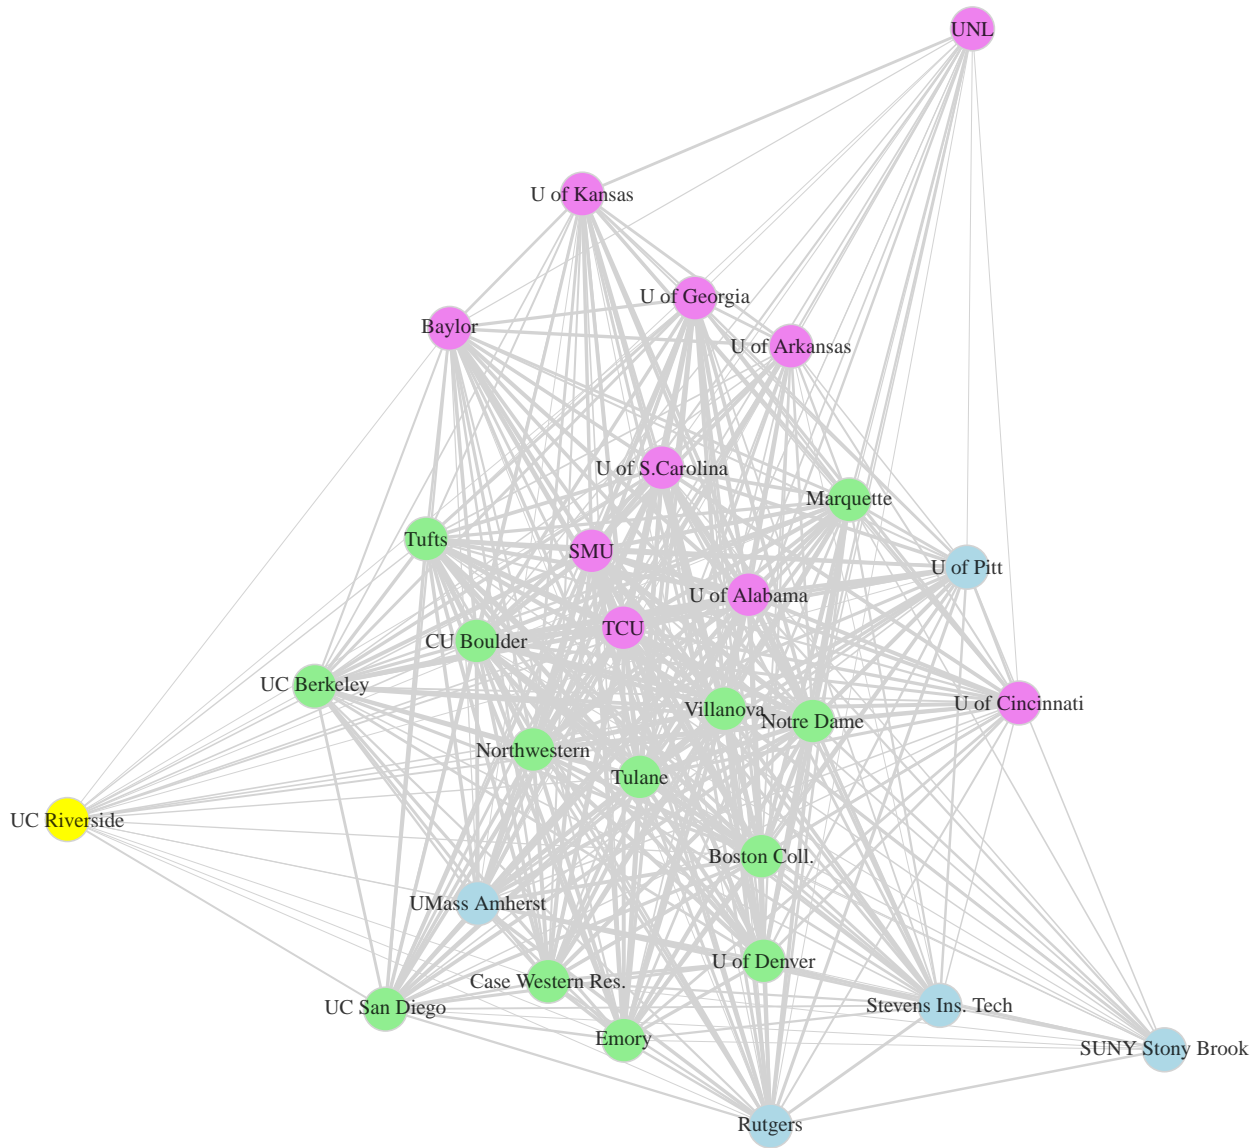 UNL
U of Kansas
U of Georgia
Baylor
U of Arkansas
U of S.Carolina
Marquette
Tufts
SMU
U of Pitt
U of Alabama
TCU
CU Boulder
UC Berkeley
U of Cincinnati
Villanova
Notre Dame
Northwestern
Tulane
UC Riverside
Boston Coll.
UMass Amherst
U of Denver
Case Western Res.
Stevens Ins. Tech
UC San Diego
Emory
SUNY Stony Brook
Rutgers